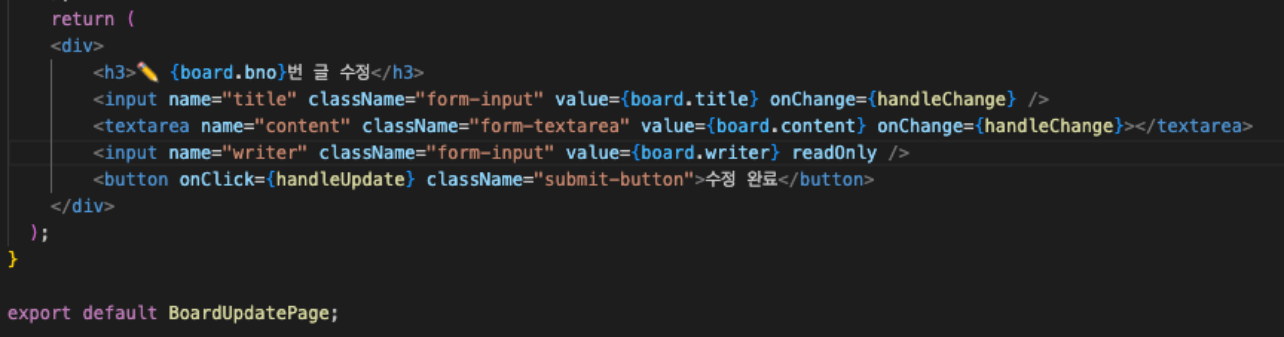 return (
<div>
<h3>✏️ {board.bno}번 글 수정</h3>
<input name="title" className="form-input" value={board.title} onChange={handleChange} />
<textarea name="content" className="form-textarea" value={board.content} onChange={handleChange}></textarea>
<input name="writer" className="form-input" value={board.writer} readOnly />
<button onClick={handleUpdate} className="submit-button">수정 완료</button>
</div>
);
}
export default BoardUpdatePage;